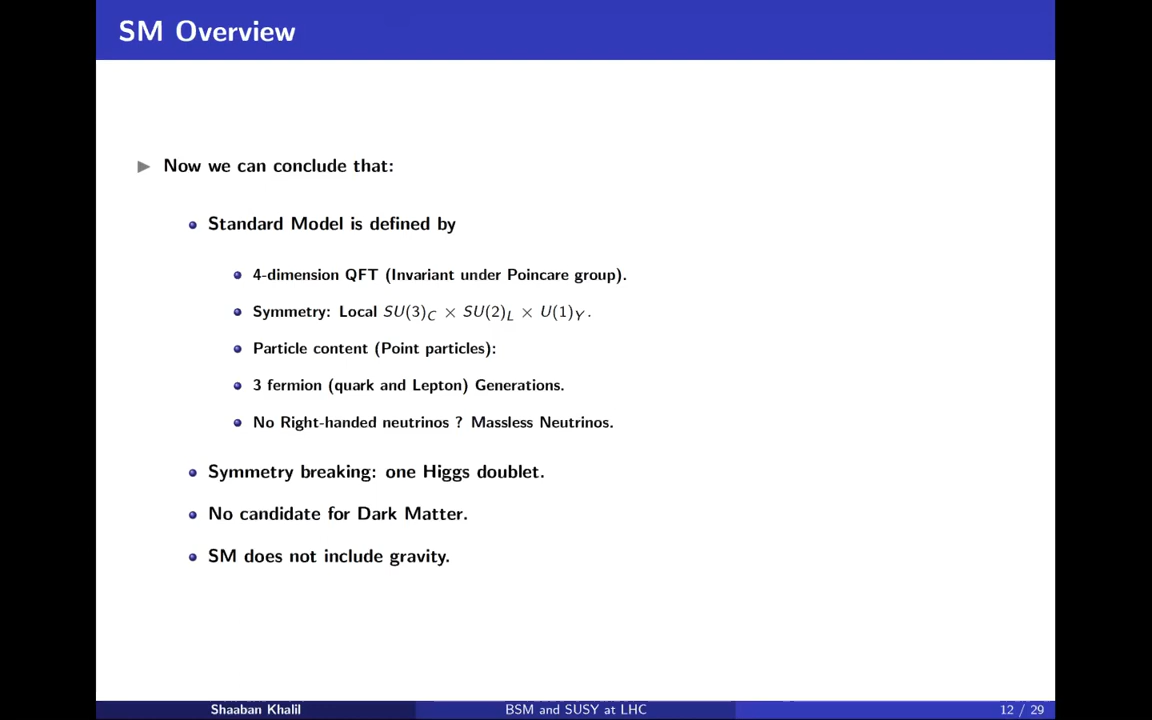 SM Overview
Now we can conclude that:
Standard Model is defined by
4-dimension QFT (Invariant under Poincare group).
Symmetry: Local SU(3)_C × SU(2)_L × U(1)_Y.
Particle content (Point particles):
3 fermion (quark and Lepton) Generations.
No Right-handed neutrinos ? Massless Neutrinos.
Symmetry breaking: one Higgs doublet.
No candidate for Dark Matter.
SM does not include gravity.
Shaaban Khalil BSM and SUSY at LHC 12 / 29